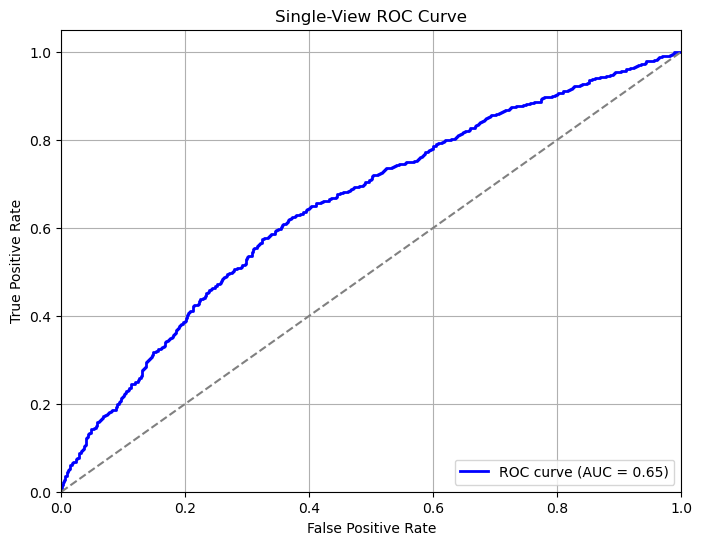 Single-View ROC Curve
True Positive Rate
1.0
0.8
0.6
0.4
0.2
0.0
0.0 0.2 0.4 0.6 0.8 1.0
False Positive Rate
ROC curve (AUC = 0.65)